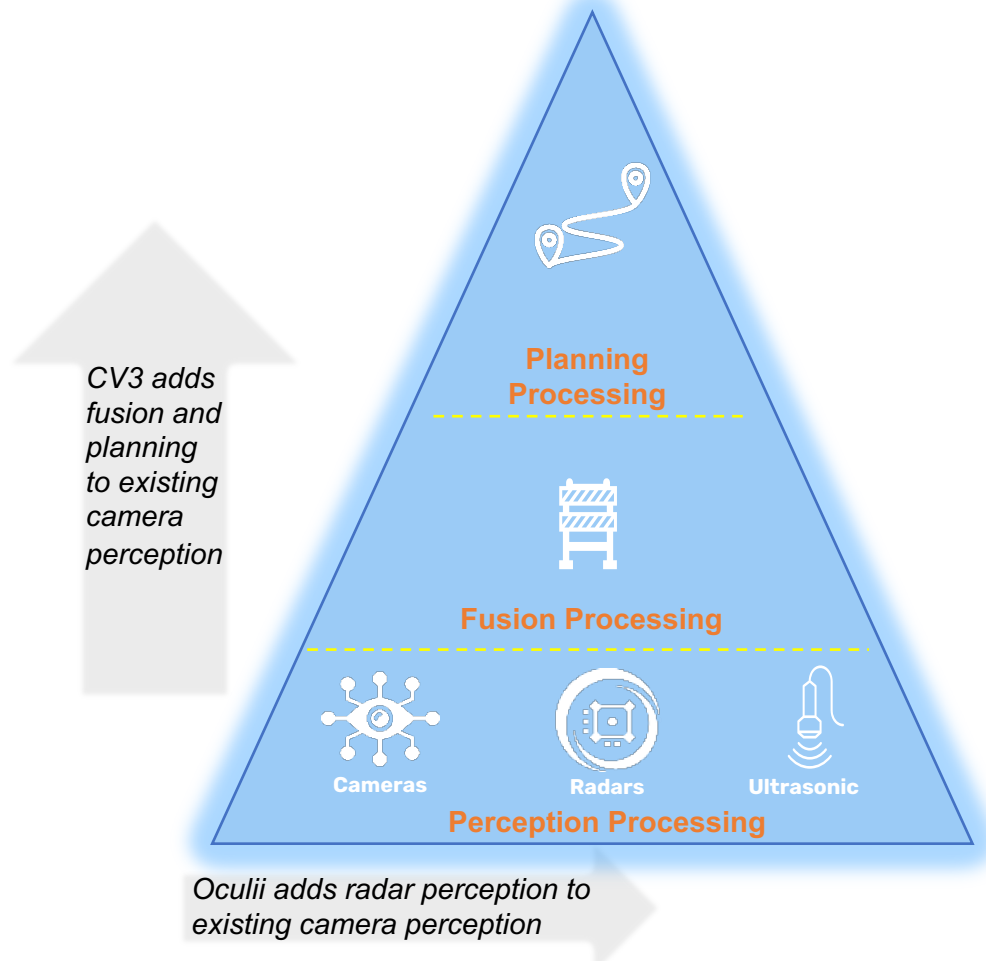 Planning
Processing
CV3 adds
fusion and
planning
to existing
camera
perception
Fusion Processing
Cameras
Radars
Ultrasonic
Perception Processing
Oculii adds radar perception to
existing camera perception